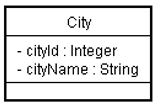 City
- cityId : Integer
- cityName : String